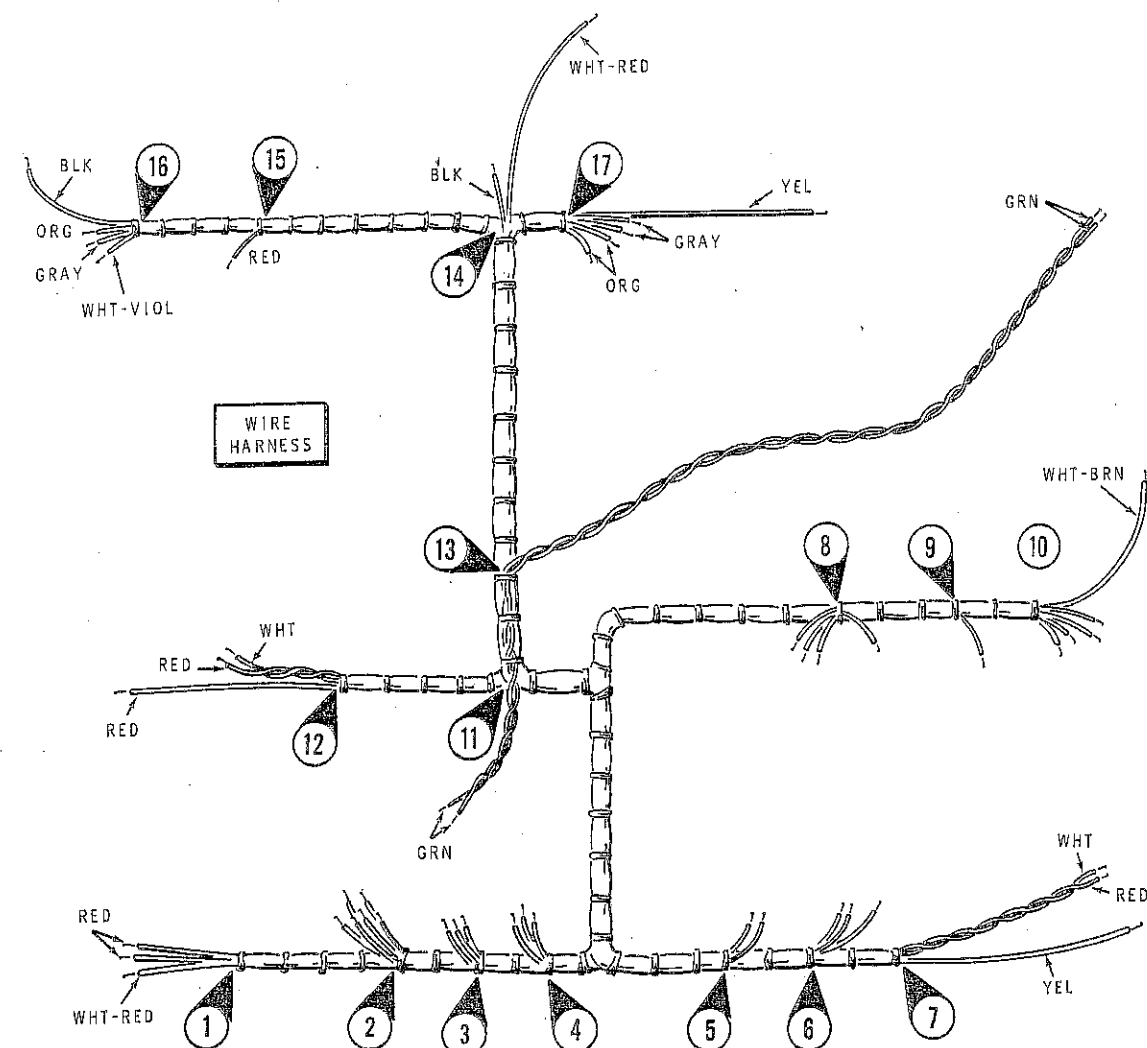 WHT-RED
BLK
16
15
BLK
17
YEL
GRN
ORG
GRAY
RED
GRAY
WHT-VIOL
14
ORG
WIRE
HARNESS
WHT-BRN
13
8
9
10
WHT
RED
RED
12
11
GRN
WHT
RED
RED
WHT-RED
YEL
1
2
3
4
5
6
7